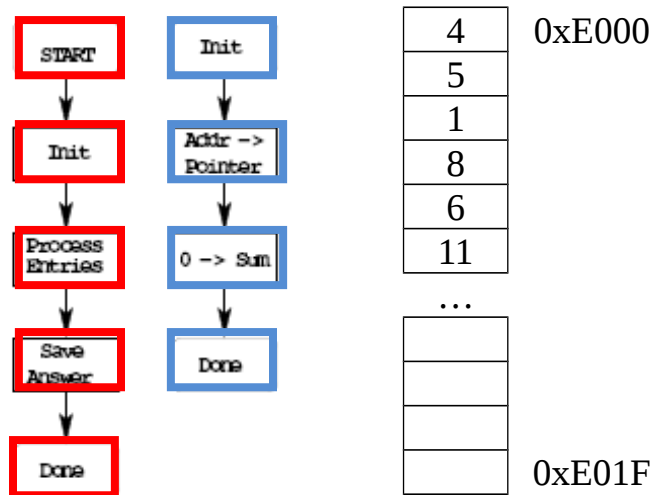 START
Init
Process
Entries
Save
Answer
Done
Init
Addr ->
Pointer
0 -> Sum
Done
4 0xE000
5
1
8
6
11
...
0xE01F